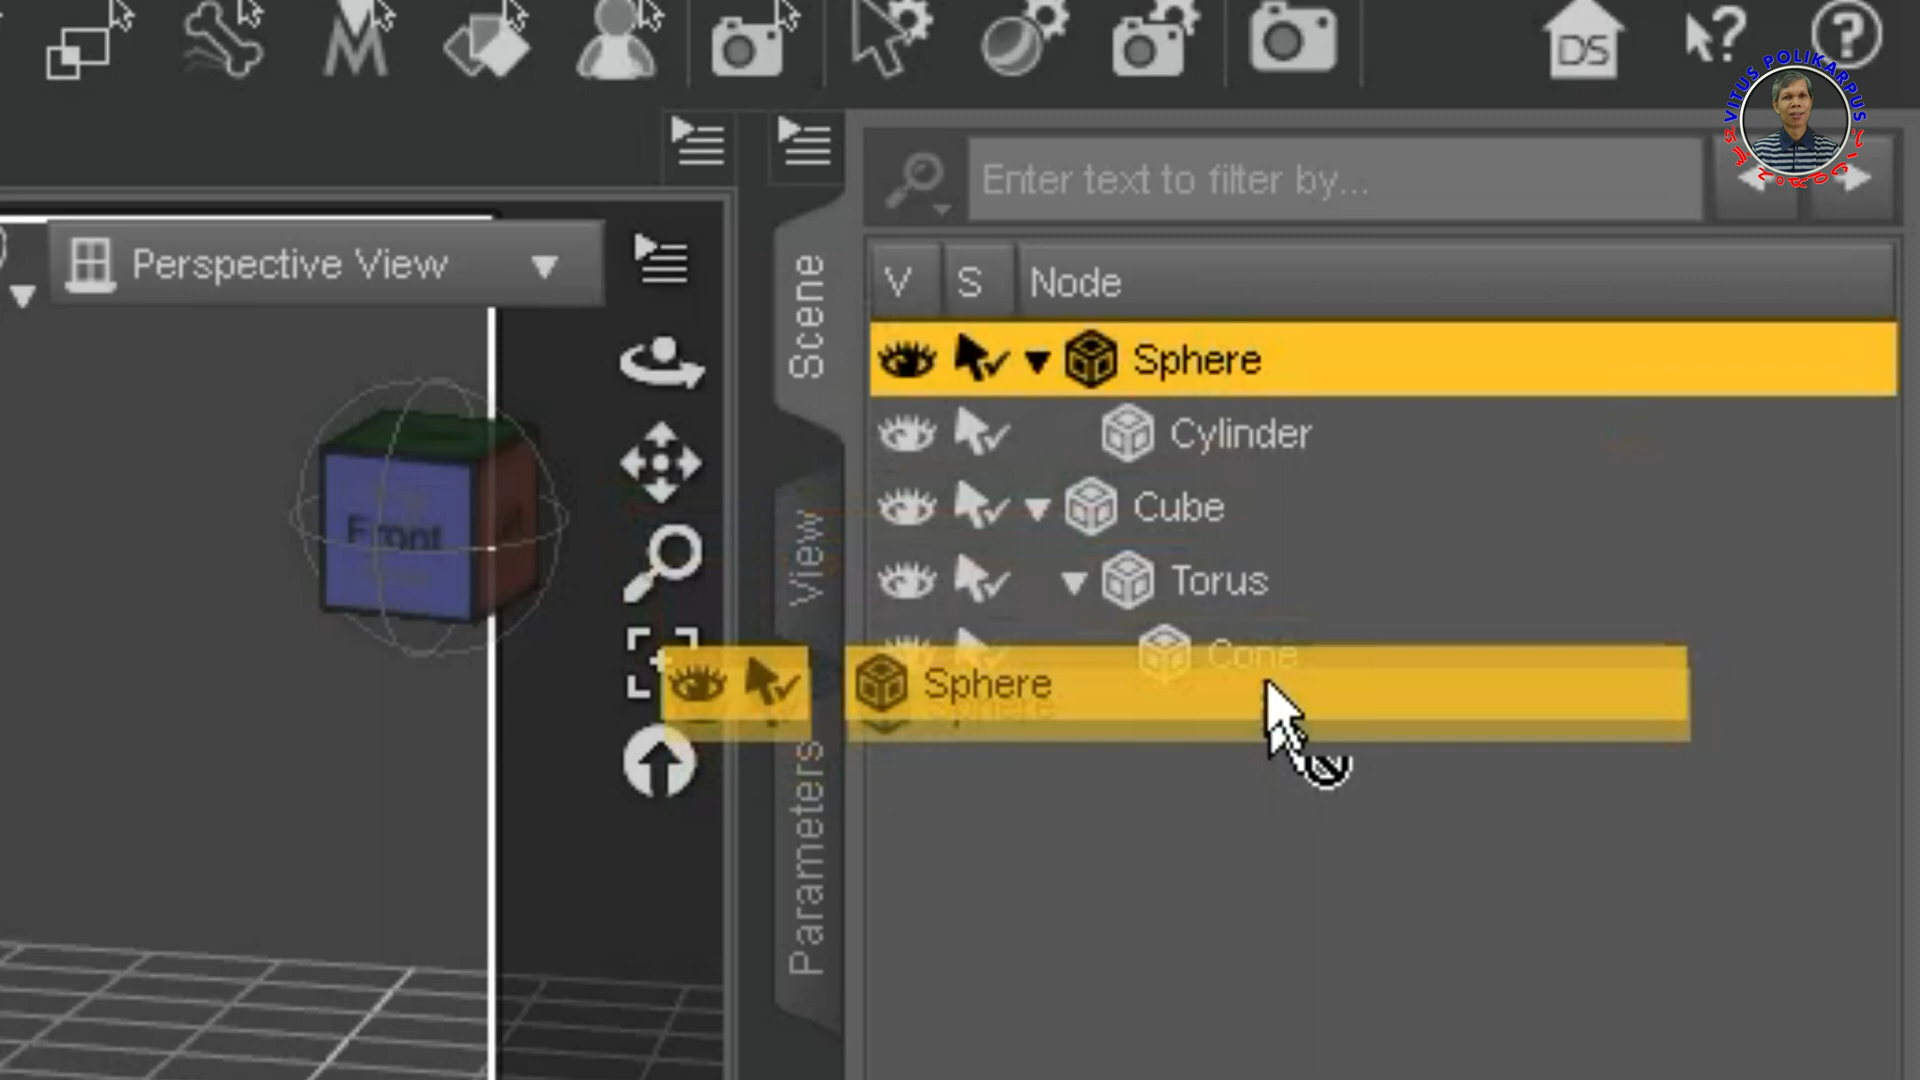 DS
?
?
VITUS POLIKARPUS
Enter text to filter by...
Perspective View
V S Node
Scene
View
Parameters
Sphere
Cylinder
Cube
Torus
Cone
Sphere
Front